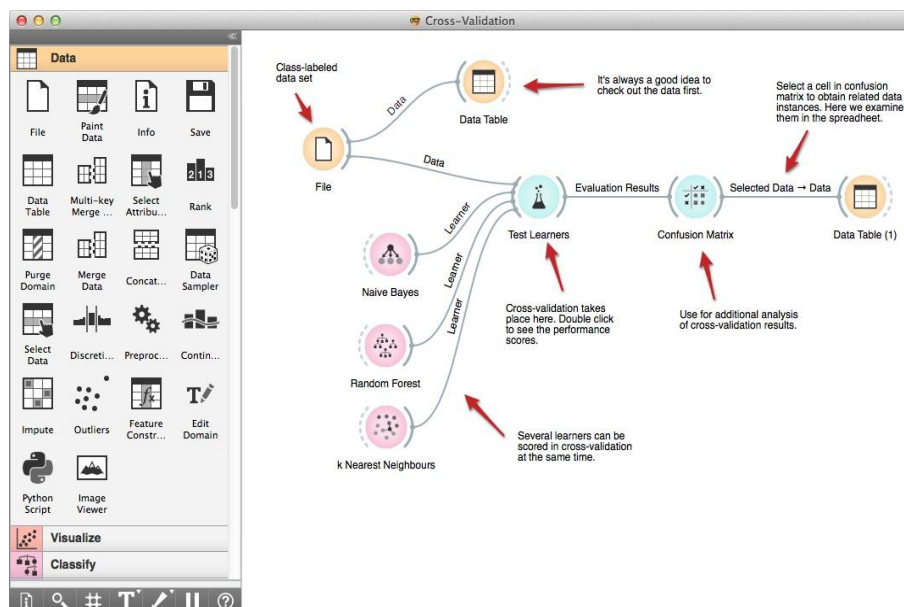 Cross-Validation
Data
File
Paint
Data
Info
Save
Data
Table
Multi-key
Merge ...
Select
Attribu...
Rank
Purge
Domain
Merge
Data
Concat...
Data
Sampler
Select
Data
Discreti...
Preproc...
Contin...
Impute
Outliers
Feature
Constr...
Edit
Domain
Python
Script
Image
Viewer
Visualize
Classify
Class-labeled
data set
File
Data
Data Table
It's always a good idea to
check out the data first.
Data
Select a cell in confusion
matrix to obtain related data
instances. Here we examine
them in the spreadheet.
Learner
Learner
Learner
Test Learners
Evaluation Results
Confusion Matrix
Selected Data → Data
Data Table (1)
Naive Bayes
Random Forest
k Nearest Neighbours
Cross-validation takes
place here. Double click
to see the performance
scores.
Use for additional analysis
of cross-validation results.
Several learners can be
scored in cross-validation
at the same time.